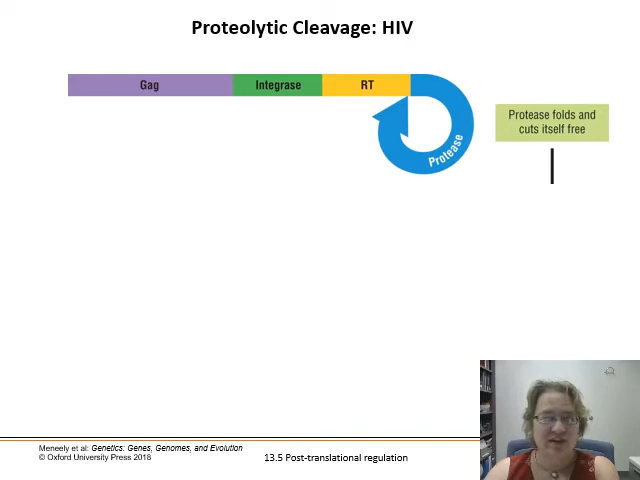 Proteolytic Cleavage: HIV
Gag
Integrase
RT
Protease
Protease folds and
cuts itself free
Meneely et al: Genetics: Genes, Genomes, and Evolution
© Oxford University Press 2018
13.5 Post-translational regulation